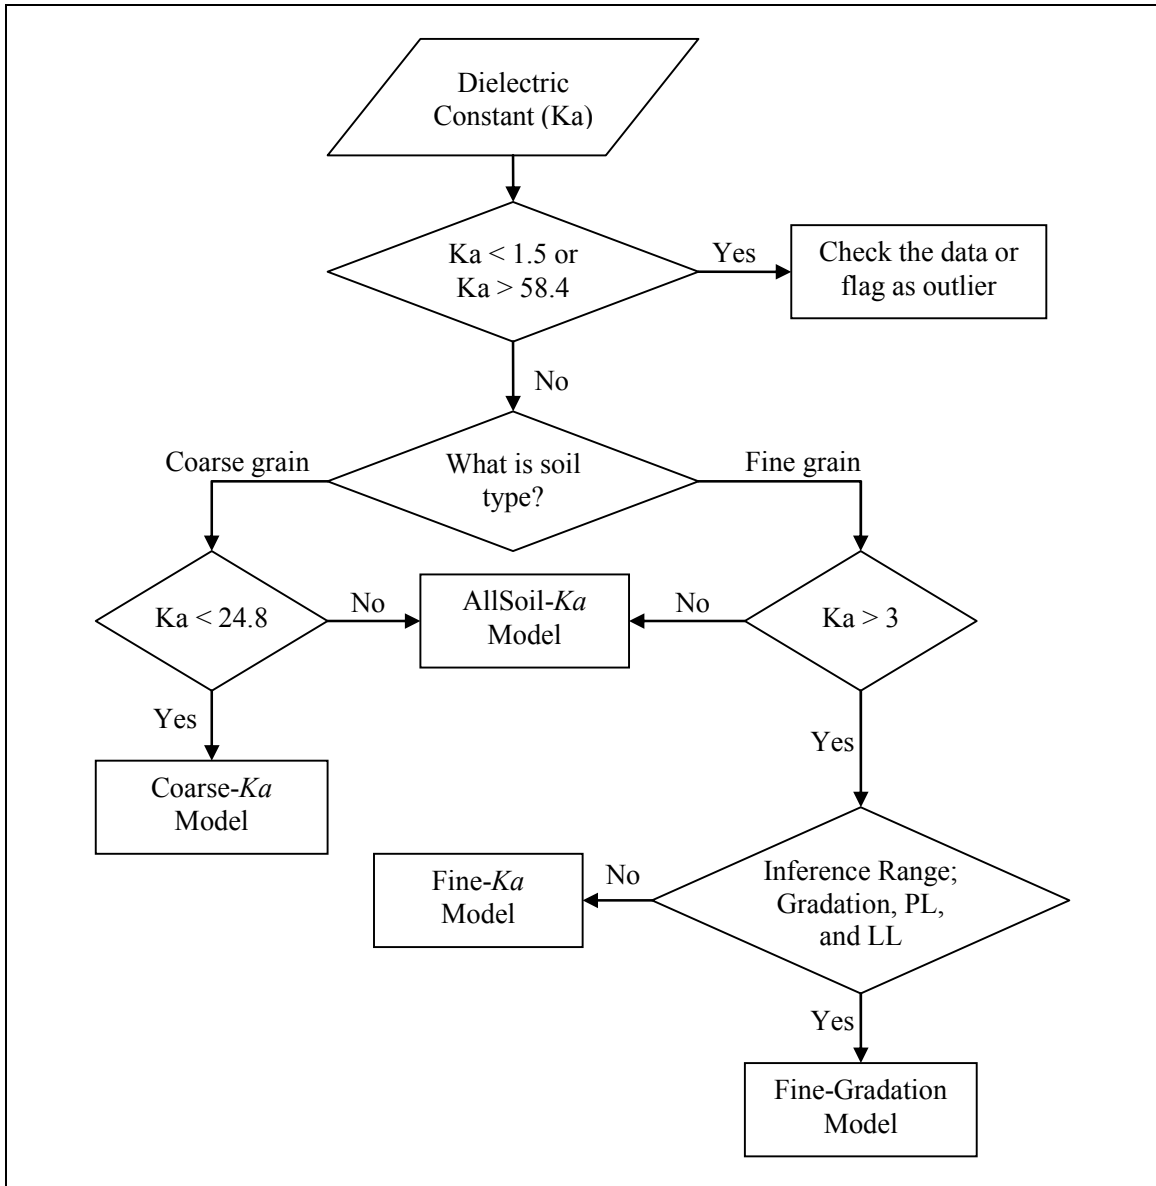 Dielectric
Constant (Ka)
Ka < 1.5 or
Ka > 58.4
Yes
Check the data or
flag as outlier
No
Coarse grain
What is soil
type?
Fine grain
Ka < 24.8
No
AllSoil-Ka
Model
No
Ka > 3
Yes
Coarse-Ka
Model
Yes
Inference Range;
Gradation, PL,
and LL
No
Fine-Ka
Model
Yes
Fine-Gradation
Model